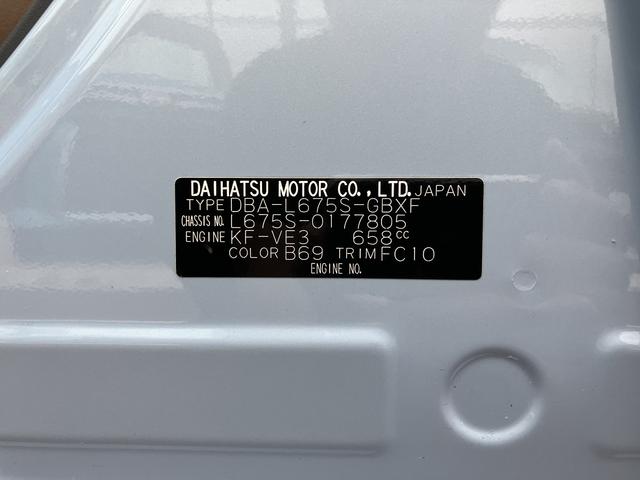 DAIHATSU MOTOR CO., LTD. JAPAN
TYPE DBA-L675S-GBXF
CHASSIS NO. L675S-0177805
ENGINE KF-VE3 658cc
COLOR B69 TRIM FC10
ENGINE NO.